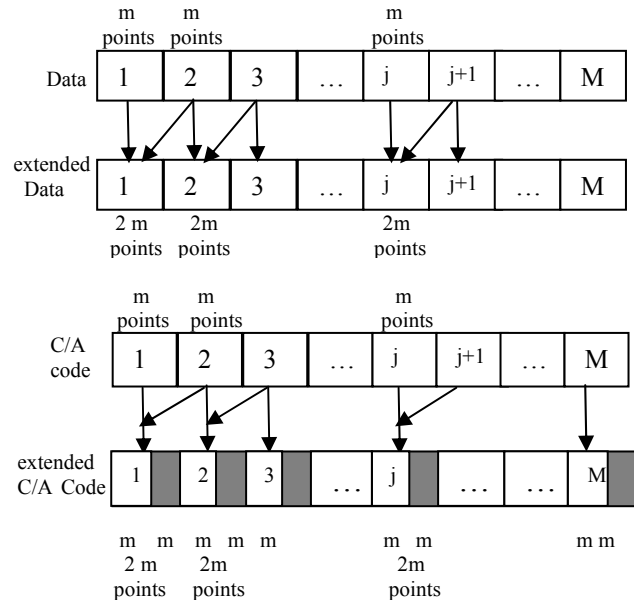 m m m
points points points
Data 1 2 3 ... j j+1 ... M
extended
Data 1 2 3 ... j j+1 ... M
2 m 2m 2m
points points points
m m m
points points points
C/A
code 1 2 3 ... j j+1 ... M
extended
C/A Code 1 2 3 ... j ... ... M
m m m m m m m m m
2 m 2m 2m
points points points